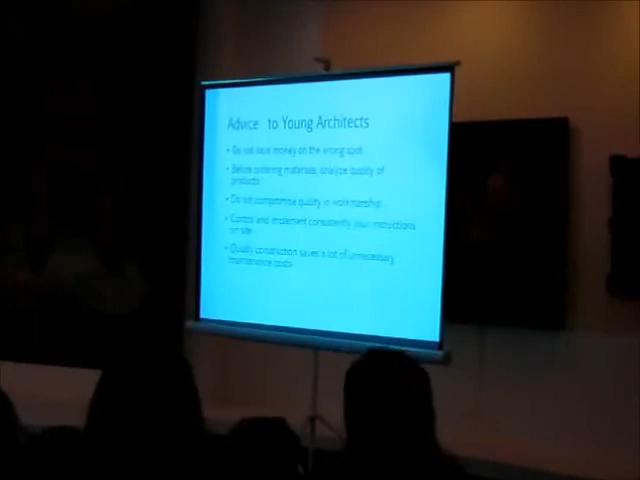 Advice to Young Architects
• Do not save money on the wrong spot
• Before ordering materials, analyze quality of
products
• Do not compromise quality in workmanship
• Control and implement consistently your instructions
on site
• Quality construction saves a lot of unnecessary
maintenance costs